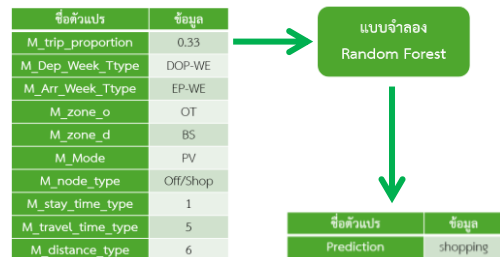 ชื่อตัวแปร ข้อมูล
M_trip_proportion 0.33
M_Dep_Week_Ttype DOP-WE
M_Arr_Week_Ttype EP-WE
M_zone_o OT
M_zone_d BS
M_Mode PV
M_node_type Off/Shop
M_stay_time_type 1
M_travel_time_type 5
M_distance_type 6
แบบจำลอง
Random Forest
ชื่อตัวแปร ข้อมูล
Prediction shopping